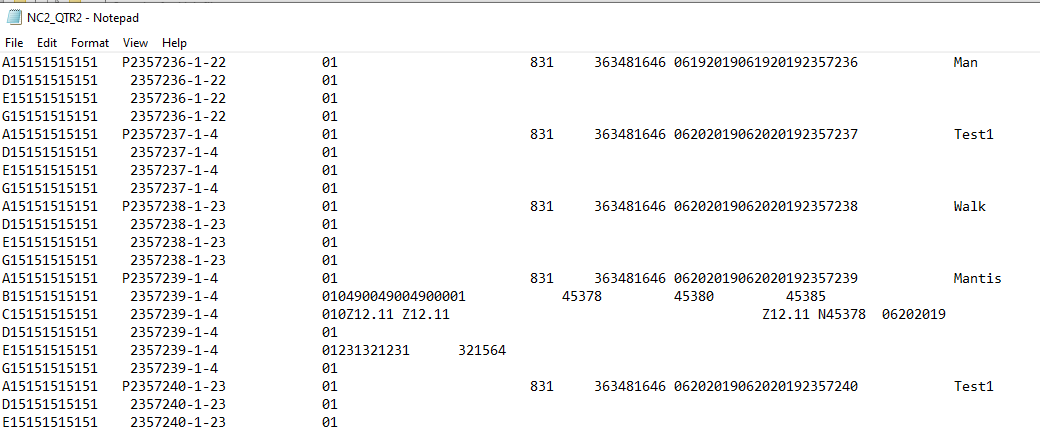 NC2_QTR2 - Notepad
File Edit Format View Help
A15151515151   P2357236-1-22            01                        831     363481646 06192019061920192357236            Man
D15151515151    2357236-1-22            01
E15151515151    2357236-1-22            01
G15151515151    2357236-1-22            01
A15151515151   P2357237-1-4             01                        831     363481646 06202019062020192357237            Test1
D15151515151    2357237-1-4             01
E15151515151    2357237-1-4             01
G15151515151    2357237-1-4             01
A15151515151   P2357238-1-23            01                        831     363481646 06202019062020192357238            Walk
D15151515151    2357238-1-23            01
E15151515151    2357238-1-23            01
G15151515151    2357238-1-23            01
A15151515151   P2357239-1-4             01                        831     363481646 06202019062020192357239            Mantis
B15151515151    2357239-1-4             010490049004900001            45378         45380         45385
C15151515151    2357239-1-4             010Z12.11 Z12.11                                       Z12.11 N45378  06202019
D15151515151    2357239-1-4             01
E15151515151    2357239-1-4             01231321231      321564
G15151515151    2357239-1-4             01
A15151515151   P2357240-1-23            01                        831     363481646 06202019062020192357240            Test1
D15151515151    2357240-1-23            01
E15151515151    2357240-1-23            01